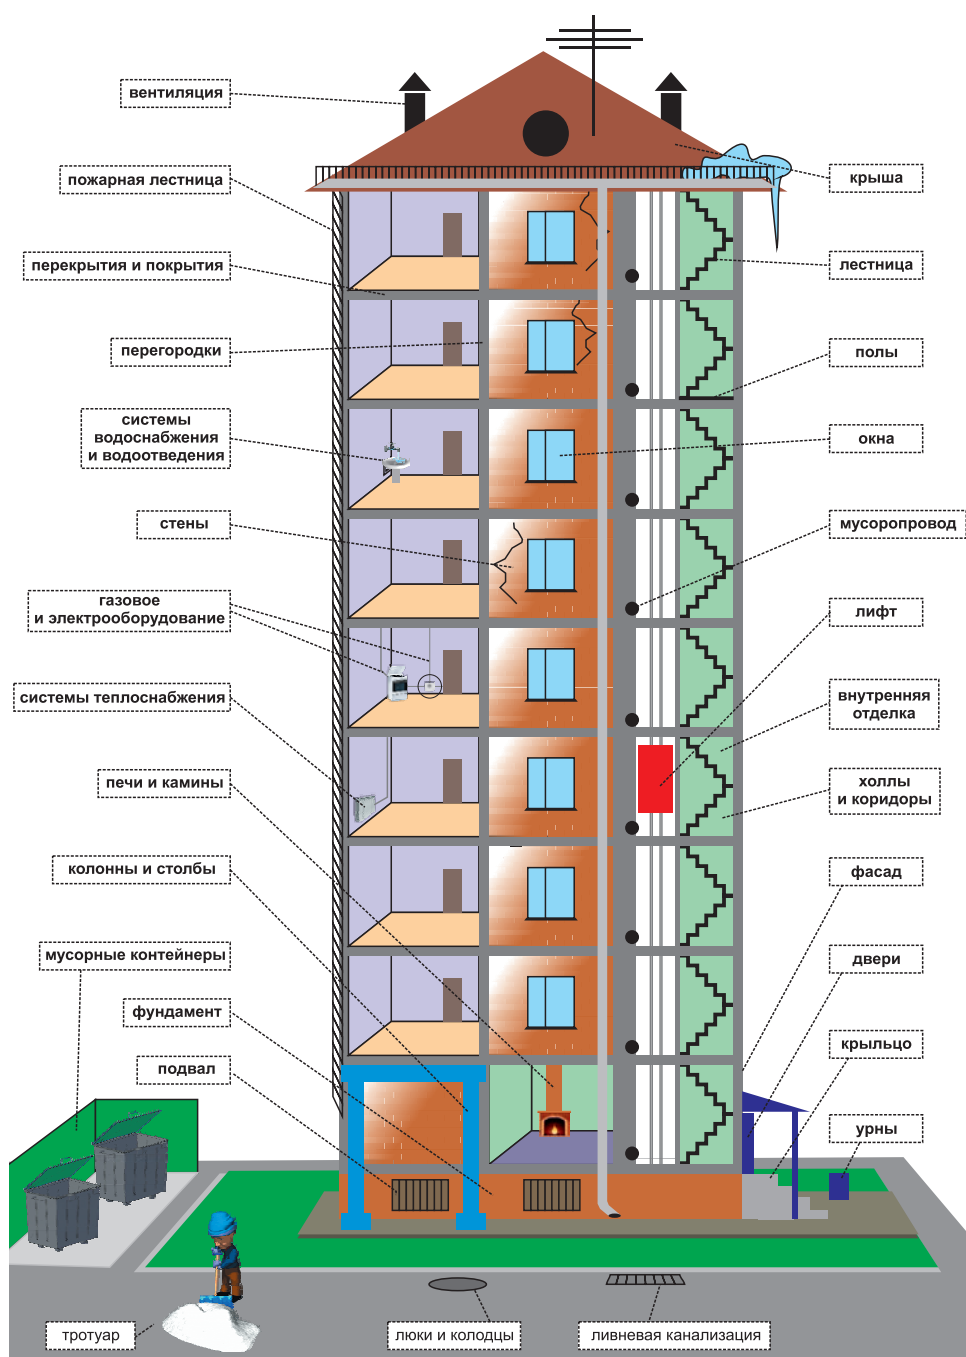 вентиляция
пожарная лестница
перекрытия и покрытия
перегородки
системы
водоснабжения
и водоотведения
стены
газовое
и электрооборудование
системы теплоснабжения
печи и камины
колонны и столбы
мусорные контейнеры
фундамент
подвал
крыша
лестница
полы
окна
мусоропровод
лифт
внутренняя
отделка
холлы
и коридоры
фасад
двери
крыльцо
урны
тротуар
люки и колодцы
ливневая канализация